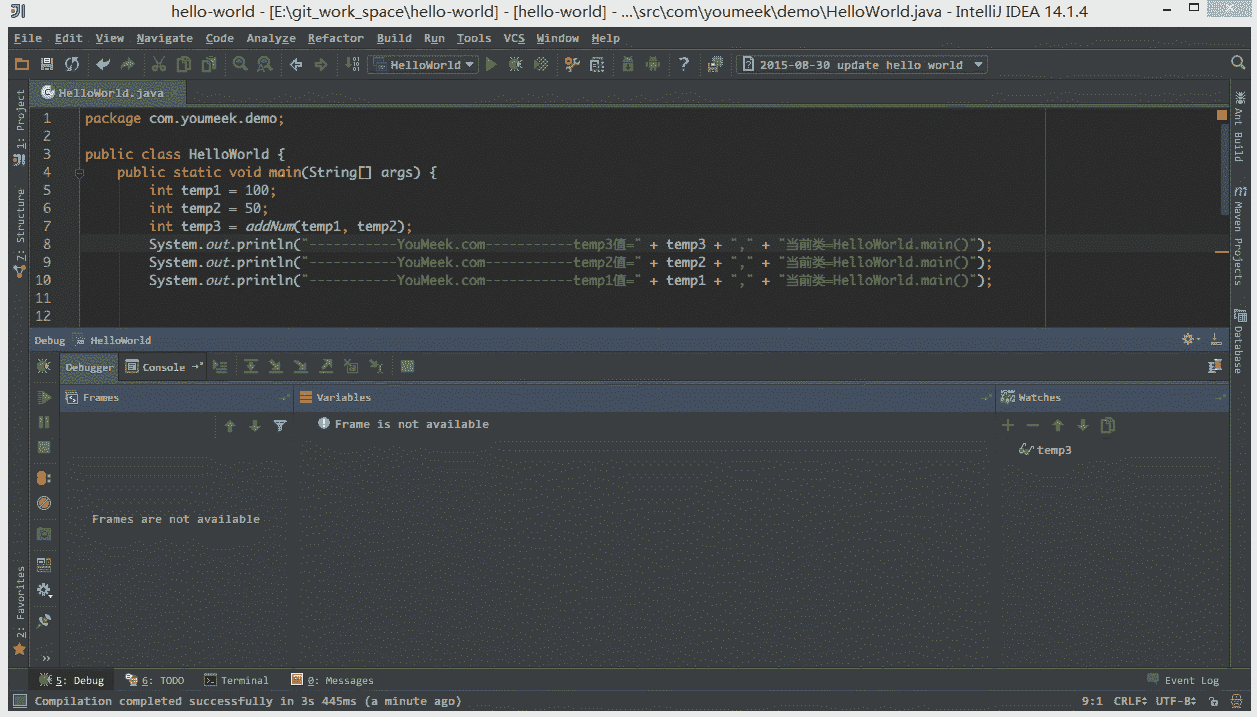 hello-world - [E:\git_work_space\hello-world] - [hello-world] - ...\src\com\youmeek\demo\HelloWorld.java - IntelliJ IDEA 14.1.4
File Edit View Navigate Code Analyze Refactor Build Run Tools VCS Window Help
HelloWorld 2015-08-30 update hello world
HelloWorld.java
1: Project
7: Structure
2: Favorites
1 package com.youmeek.demo;
2
3 public class HelloWorld {
4 public static void main(String[] args) {
5 int temp1 = 100;
6 int temp2 = 50;
7 int temp3 = addNum(temp1, temp2);
8 System.out.println("-----------YouMeek.com-----------temp3值=" + temp3 + "," + "当前类=HelloWorld.main()");
9 System.out.println("-----------YouMeek.com-----------temp2值=" + temp2 + "," + "当前类=HelloWorld.main()");
10 System.out.println("-----------YouMeek.com-----------temp1值=" + temp1 + "," + "当前类=HelloWorld.main()");
11
12
Ant Build
Maven Projects
Database
Debug HelloWorld
Debugger Console
Frames Variables Watches
Frame is not available
temp3
Frames are not available
5: Debug 6: TODO Terminal 0: Messages Event Log
Compilation completed successfully in 3s 445ms (a minute ago) 9:1 CRLF UTF-8